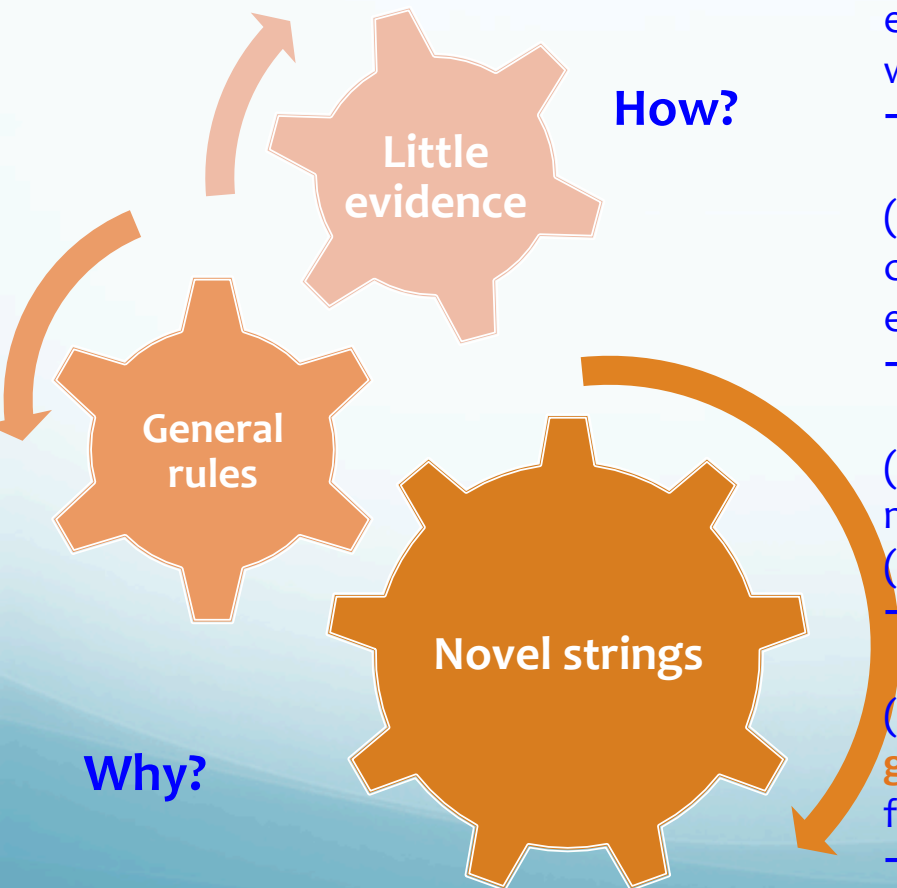 How?
Little
evidence
General
rules
Novel strings
Why?